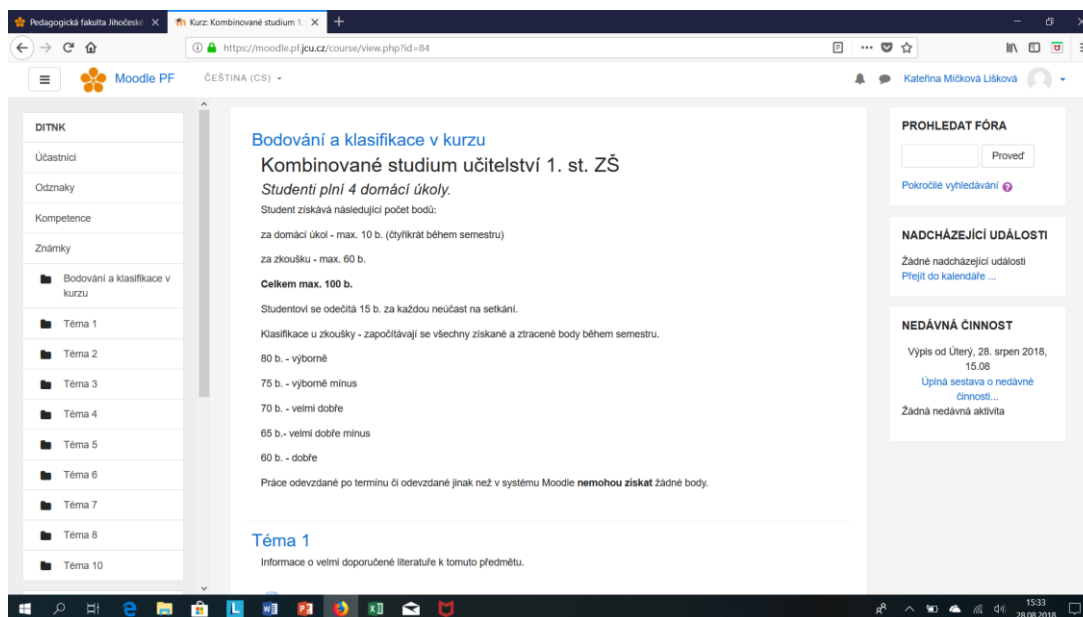 Pedagogická fakulta Jihočeské
Kurz: Kombinované studium 1.
https://moodle.pf.jcu.cz/course/view.php?id=84
Moodle PF
ČEŠTINA (CS)
Kateřina Mičková Lišková
DITNK
Účastníci
Odznaky
Kompetence
Známky
Bodování a klasifikace v
kurzu
Téma 1
Téma 2
Téma 3
Téma 4
Téma 5
Téma 6
Téma 7
Téma 8
Téma 10
Bodování a klasifikace v kurzu
Kombinované studium učitelství 1. st. ZŠ
Studenti plní 4 domácí úkoly.
Student získává následující počet bodů:
za domácí úkol - max. 10 b. (čtyřikrát během semestru)
za zkoušku - max. 60 b.
Celkem max. 100 b.
Studentovi se odečítá 15 b. za každou neúčast na setkání.
Klasifikace u zkoušky - započítávají se všechny získané a ztracené body během semestru.
80 b. - výborně
75 b. - výborně mínus
70 b. - velmi dobře
65 b.- velmi dobře mínus
60 b. - dobře
Práce odevzdané po termínu či odevzdané jinak než v systému Moodle nemohou získat žádné body.
Téma 1
Informace o velmi doporučené literatuře k tomuto předmětu.
PROHLEDAT FÓRA
Proveď
Pokročilé vyhledávání
NADCHÁZEJÍCÍ UDÁLOSTI
Žádné nadcházející události
Přejít do kalendáře ...
NEDÁVNÁ ČINNOST
Výpis od Úterý, 28. srpen 2018,
15.08
Úplná sestava o nedávné
činnosti...
Žádná nedávná aktivita
15:33
28.08.2018